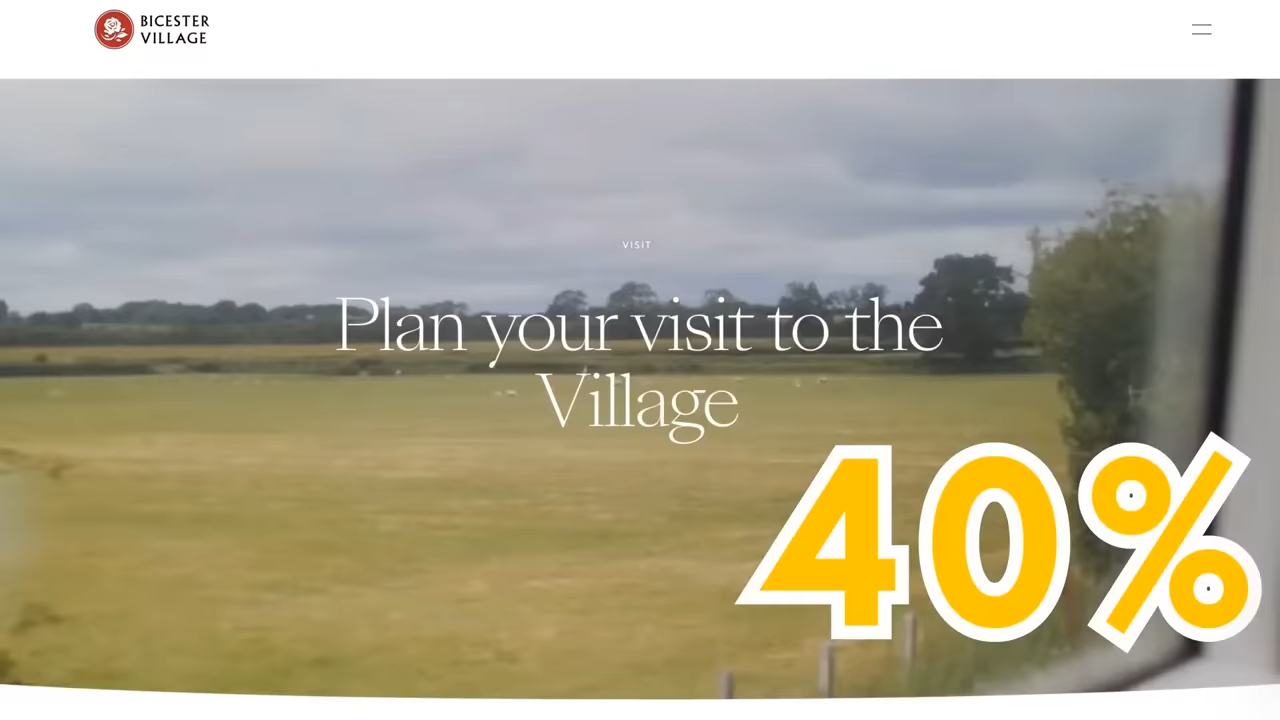 BICESTER
VILLAGE
VISIT
Plan your visit to the
Village
40%